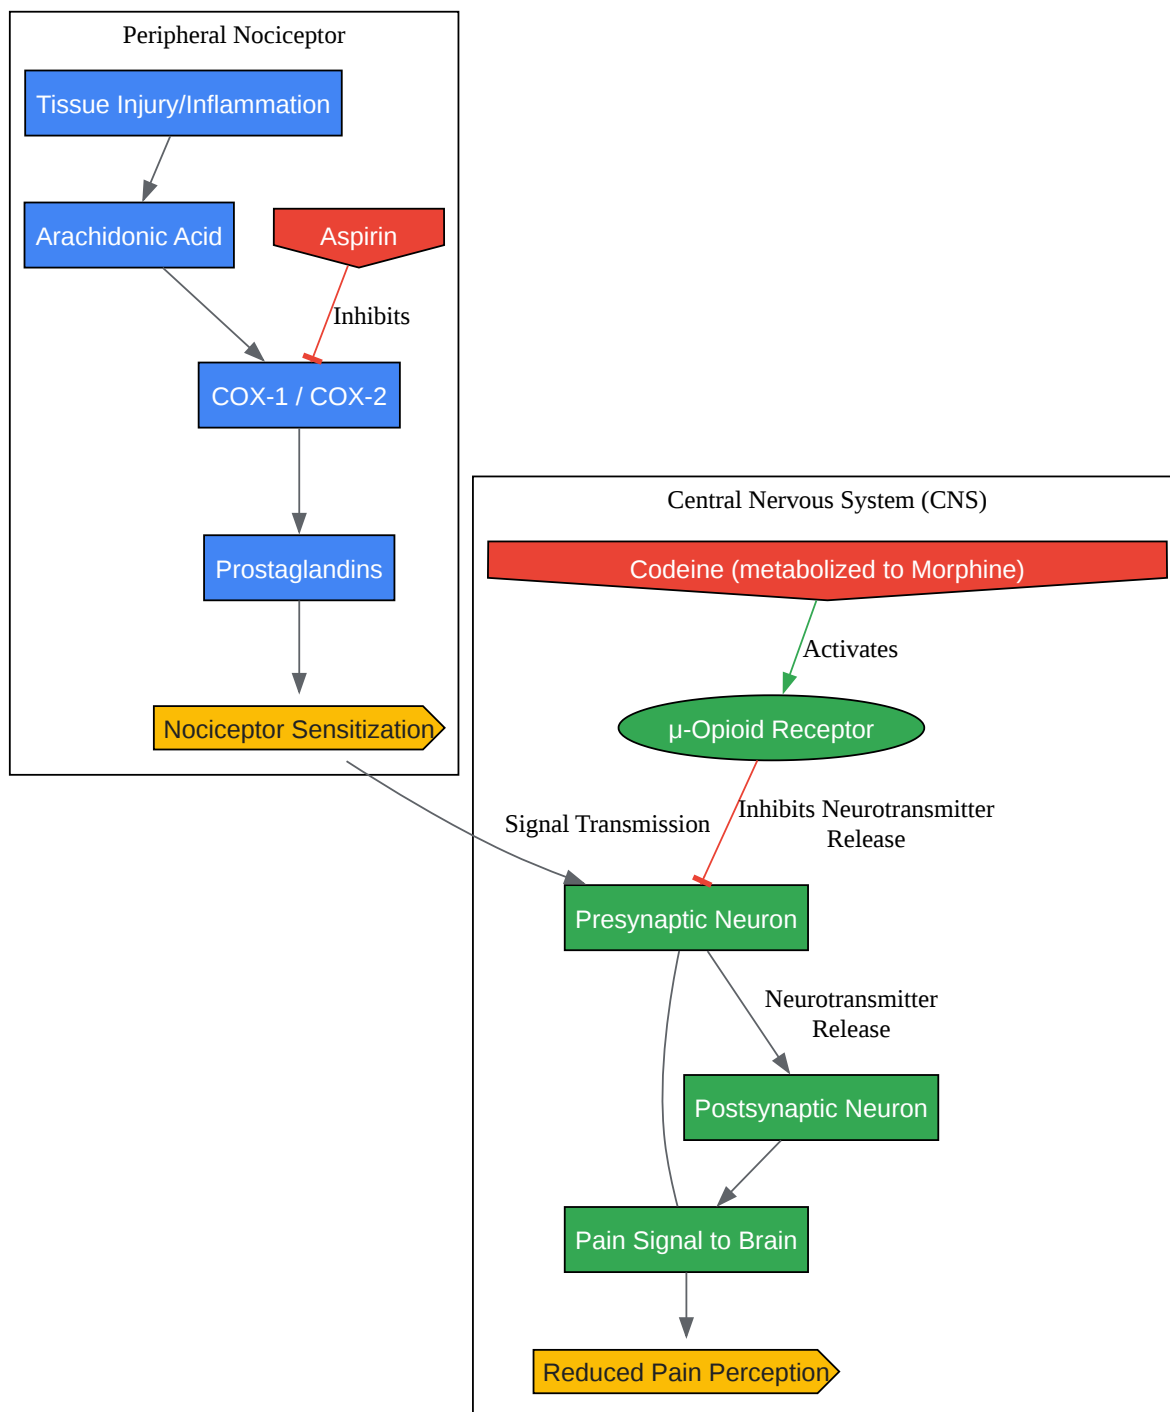 Peripheral Nociceptor
Tissue Injury/Inflammation
Arachidonic Acid
Aspirin
Inhibits
COX-1 / COX-2
Prostaglandins
Nociceptor Sensitization
Central Nervous System (CNS)
Codeine (metabolized to Morphine)
Activates
μ-Opioid Receptor
Signal Transmission
Inhibits Neurotransmitter
Release
Presynaptic Neuron
Neurotransmitter
Release
Postsynaptic Neuron
Pain Signal to Brain
Reduced Pain Perception